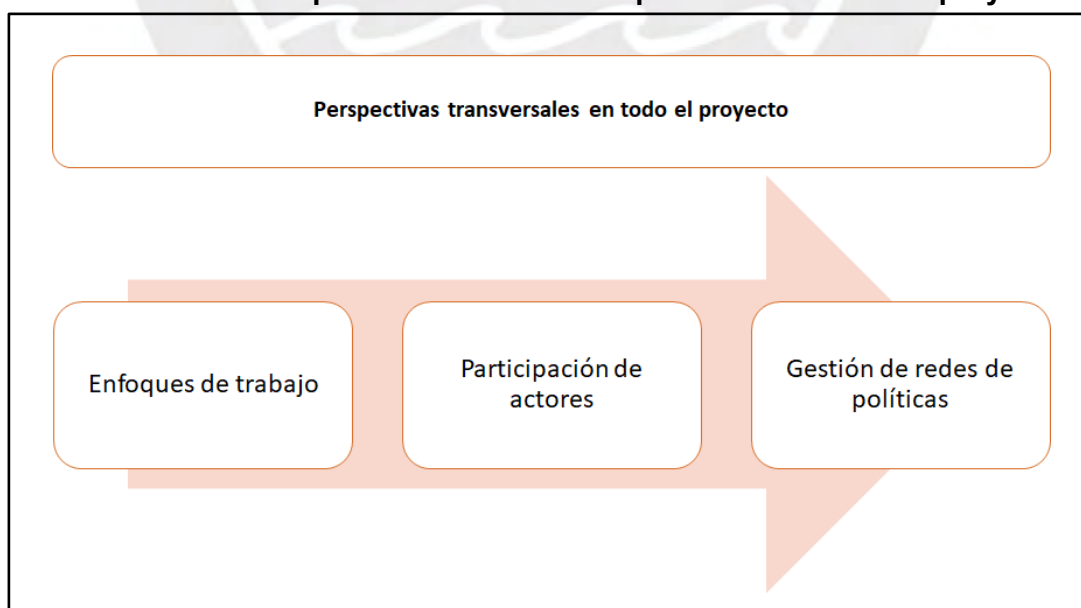 Perspectivas transversales en todo el proyecto
Enfoques de trabajo
Participación de
actores
Gestión de redes de
políticas